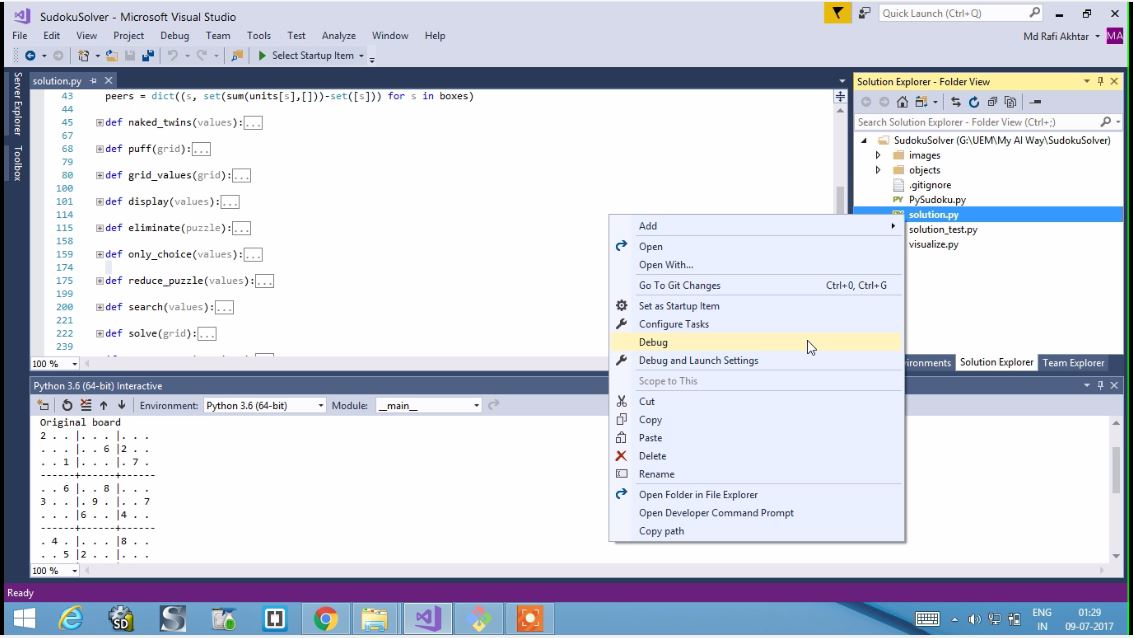 SudokuSolver - Microsoft Visual Studio
Quick Launch (Ctrl+Q)
File Edit View Project Debug Team Tools Test Analyze Window Help
Md Rafi Akhtar
MA
Select Startup Item
Server Explorer
Toolbox
solution.py
43 peers = dict((s, set(sum(units[s],[]))-set([s])) for s in boxes)
44
45 def naked_twins(values):...
67
68 def puff(grid):...
79
80 def grid_values(grid):...
100
101 def display(values):...
114
115 def eliminate(puzzle):...
158
159 def only_choice(values):...
174
175 def reduce_puzzle(values):...
199
200 def search(values):...
221
222 def solve(grid):...
239
100 %
Solution Explorer - Folder View
Search Solution Explorer - Folder View (Ctrl+;)
SudokuSolver (G:\UEM\My AI Way\SudokuSolver)
images
objects
.gitignore
PY PySudoku.py
solution.py
solution_test.py
visualize.py
Solution Explorer
Team Explorer
Add
Open
Open With...
Go To Git Changes Ctrl+0, Ctrl+G
Set as Startup Item
Configure Tasks
Debug
Debug and Launch Settings
Scope to This
Cut
Copy
Paste
Delete
Rename
Open Folder in File Explorer
Open Developer Command Prompt
Copy path
Python 3.6 (64-bit) Interactive
Environment: Python 3.6 (64-bit) Module: __main__
Original board
2 . . |. . . |. . .
. . . |. . 6 |2 . .
. . 1 |. . . |. 7 .
------+------+------
. . 6 |. . 8 |. . .
3 . . |. 9 . |. . 7
. . . |6 . . |4 . .
------+------+------
. 4 . |. . . |8 . .
. . 5 |2 . . |. . .
100 %
Ready
SD
S
ENG
IN
01:29
09-07-2017